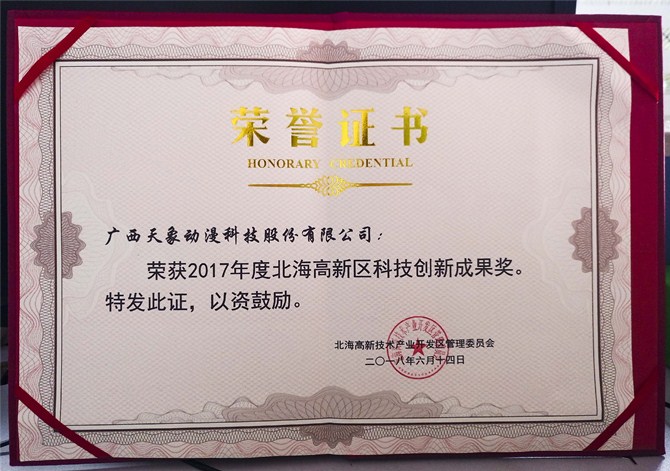 荣誉证书
HONORARY CREDENTIAL
广西天象动漫科技股份有限公司：
荣获2017年度北海高新区科技创新成果奖。
特发此证，以资鼓励。
北海高新技术产业开发区管理委员会
二〇一八年六月十四日